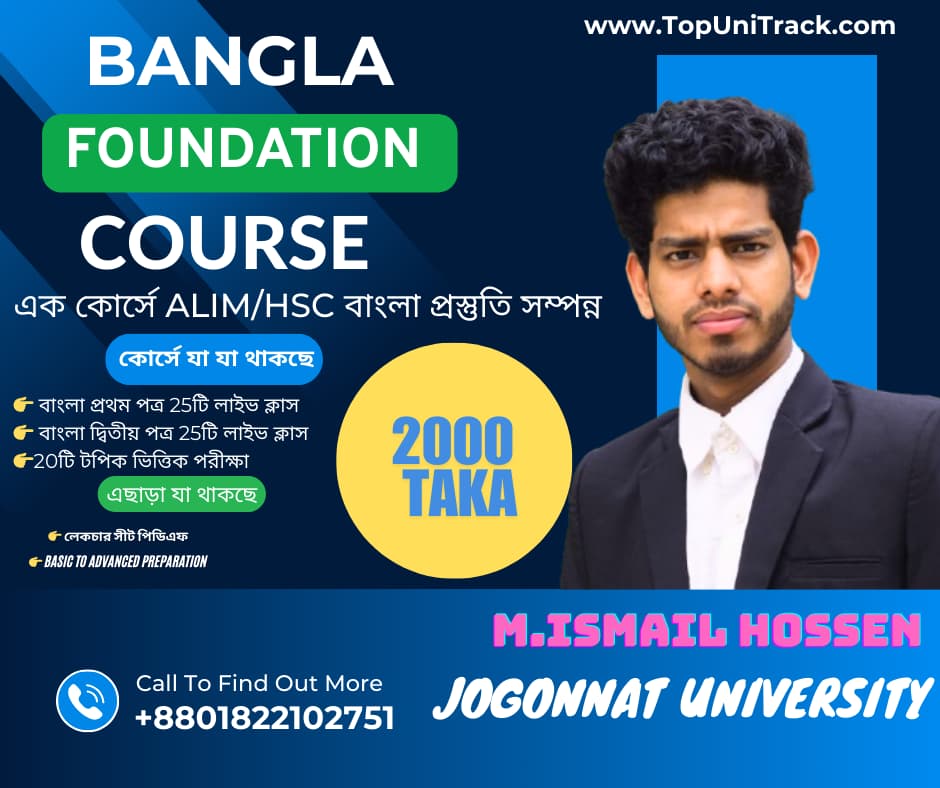 www.TopUniTrack.com
BANGLA
FOUNDATION
COURSE
এক কোর্সে ALIM/HSC বাংলা প্রস্তুতি সম্পন্ন
কোর্সে যা যা থাকছে
👉 বাংলা প্রথম পত্র 25টি লাইভ ক্লাস
👉 বাংলা দ্বিতীয় পত্র 25টি লাইভ ক্লাস
👉20টি টপিক ভিত্তিক পরীক্ষা
এছাড়া যা থাকছে
👉 লেকচার সীট পিডিএফ
👉 BASIC TO ADVANCED PREPARATION
2000
TAKA
M.ISMAIL HOSSEN
JOGONNAT UNIVERSITY
Call To Find Out More
+8801822102751